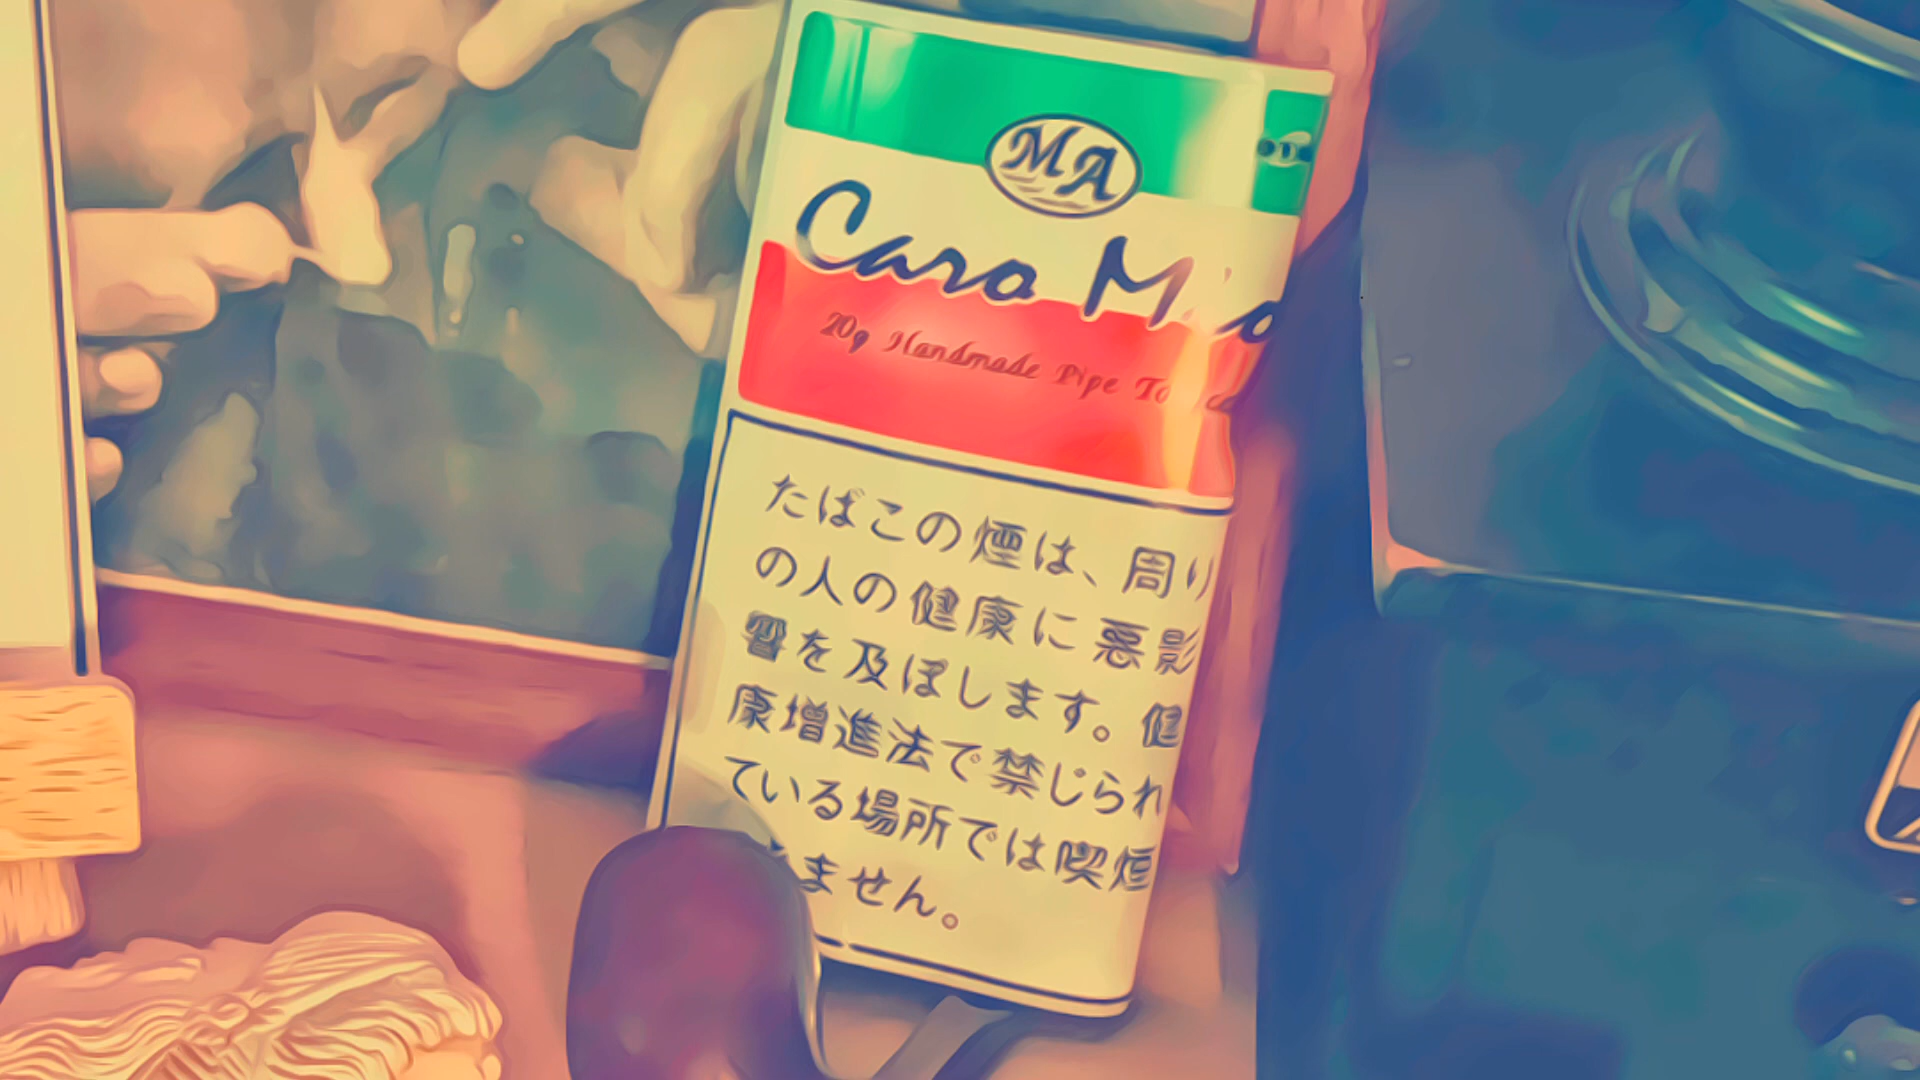 MA
Caro M
20g Handmade Pipe
たばこの煙は、周り
の人の健康に悪影
響を及ぼします。健
康増進法で禁じられ
ている場所では喫煙
ません。